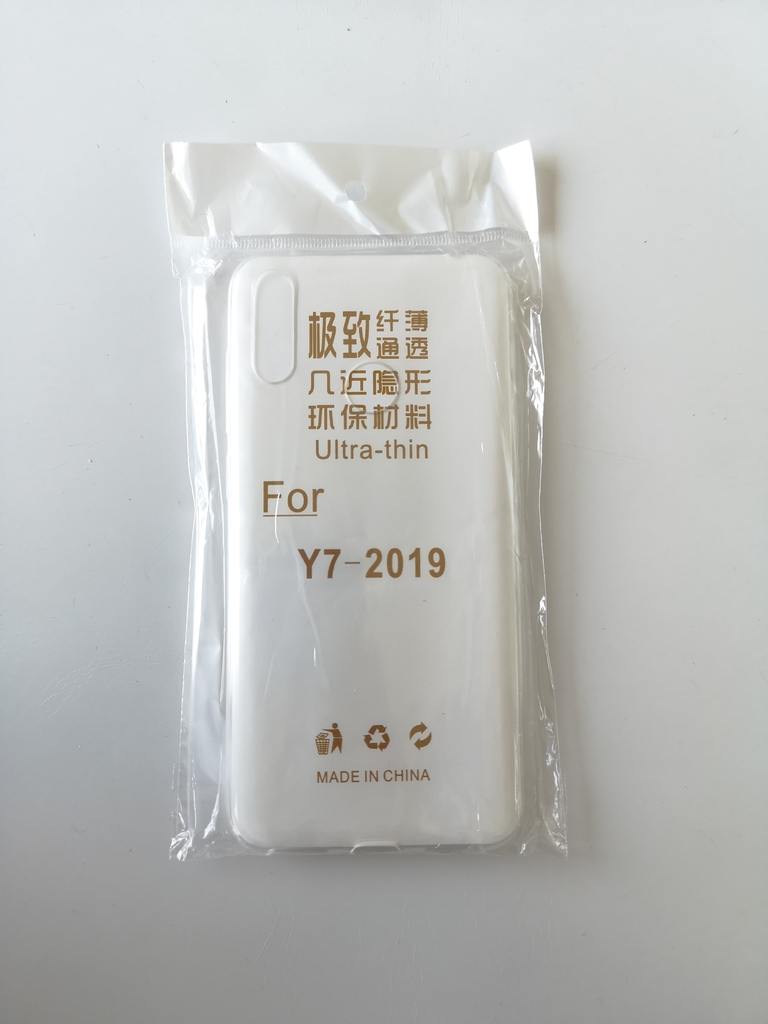 极致纤薄
通透
几近隐形
环保材料
Ultra-thin
For
Y7-2019
MADE IN CHINA